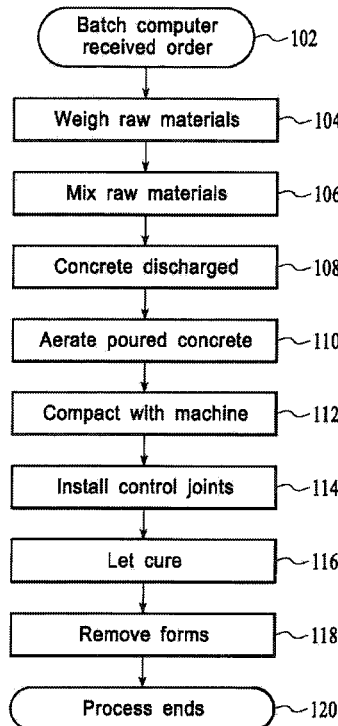 Batch computer
received order
102
Weigh raw materials
104
Mix raw materials
106
Concrete discharged
108
Aerate poured concrete
110
Compact with machine
112
Install control joints
114
Let cure
116
Remove forms
118
Process ends
120